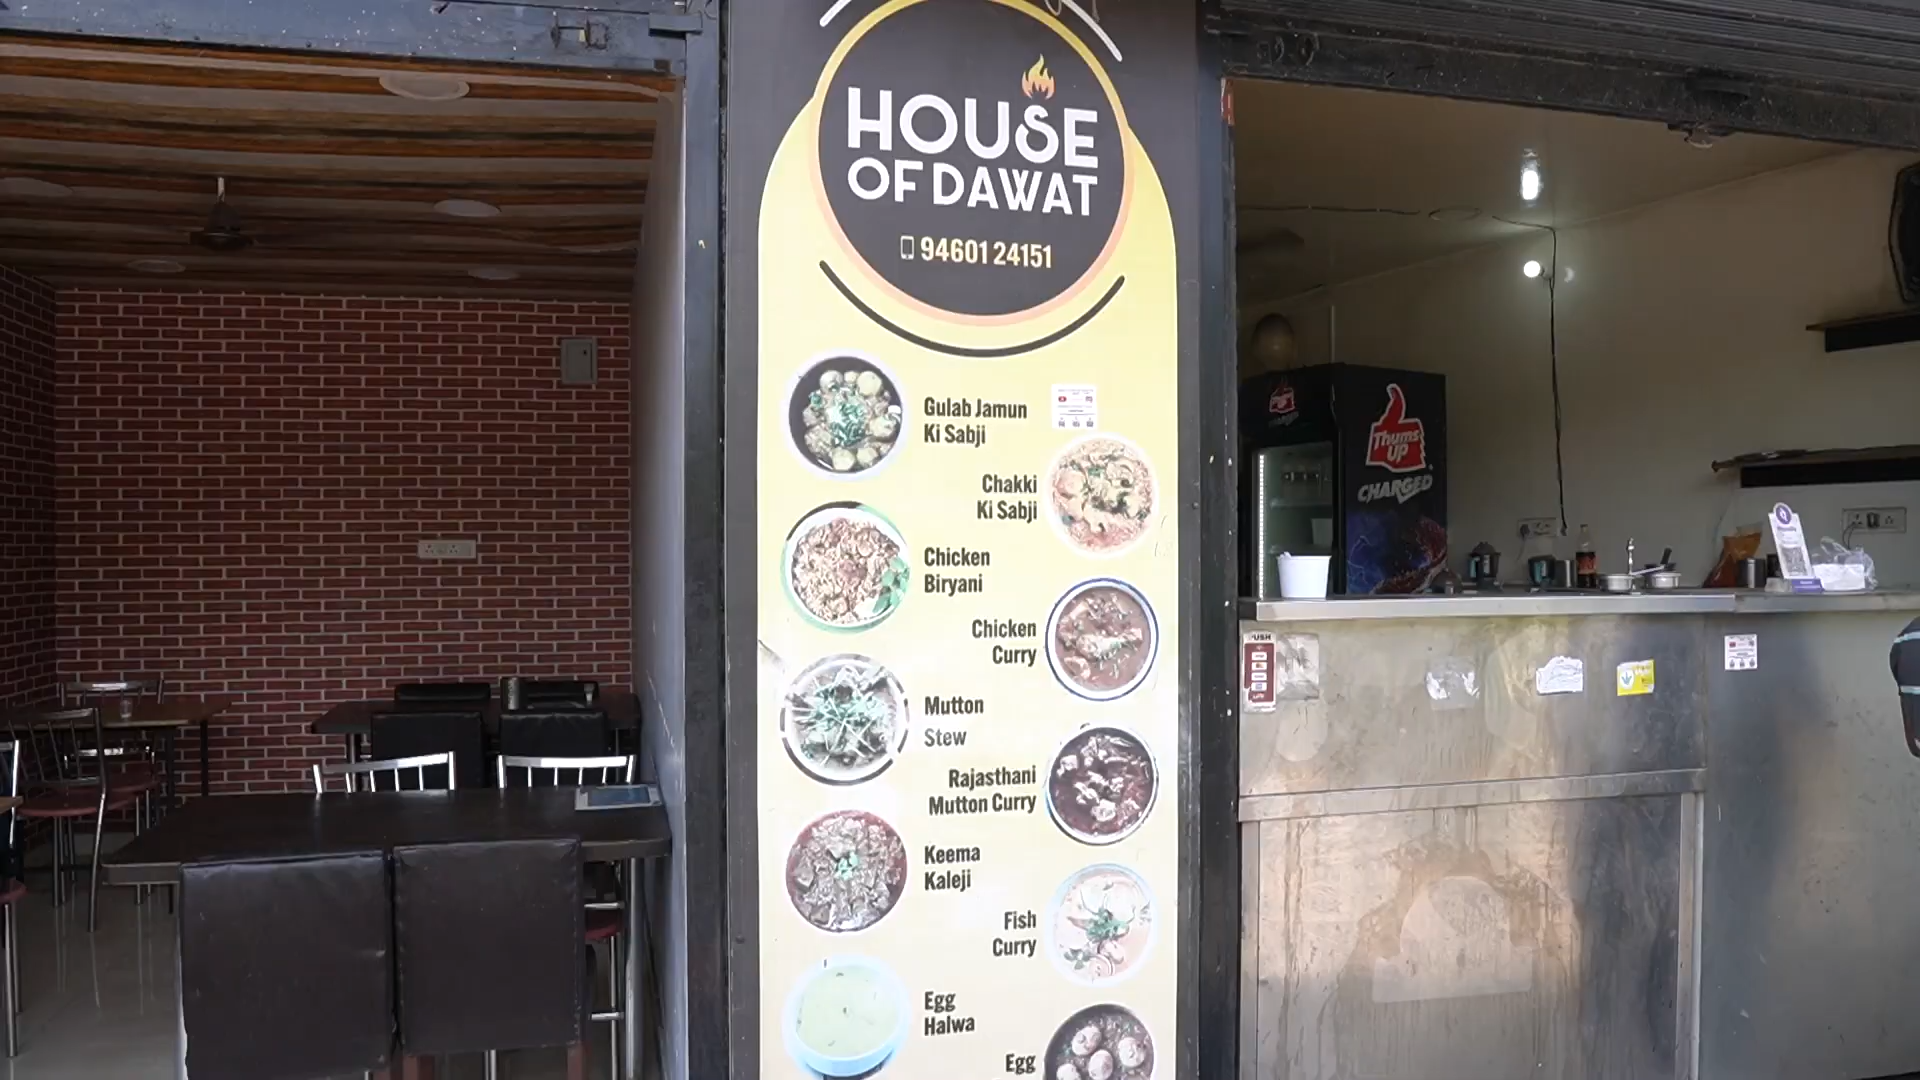 HOUSE
OF DAWAT
94601 24151
Gulab Jamun
Ki Sabji
Chakki
Ki Sabji
Chicken
Biryani
Chicken
Curry
Mutton
Stew
Rajasthani
Mutton Curry
Keema
Kaleji
Fish
Curry
Egg
Halwa
Egg
Thums
UP
CHARGED
PUSH